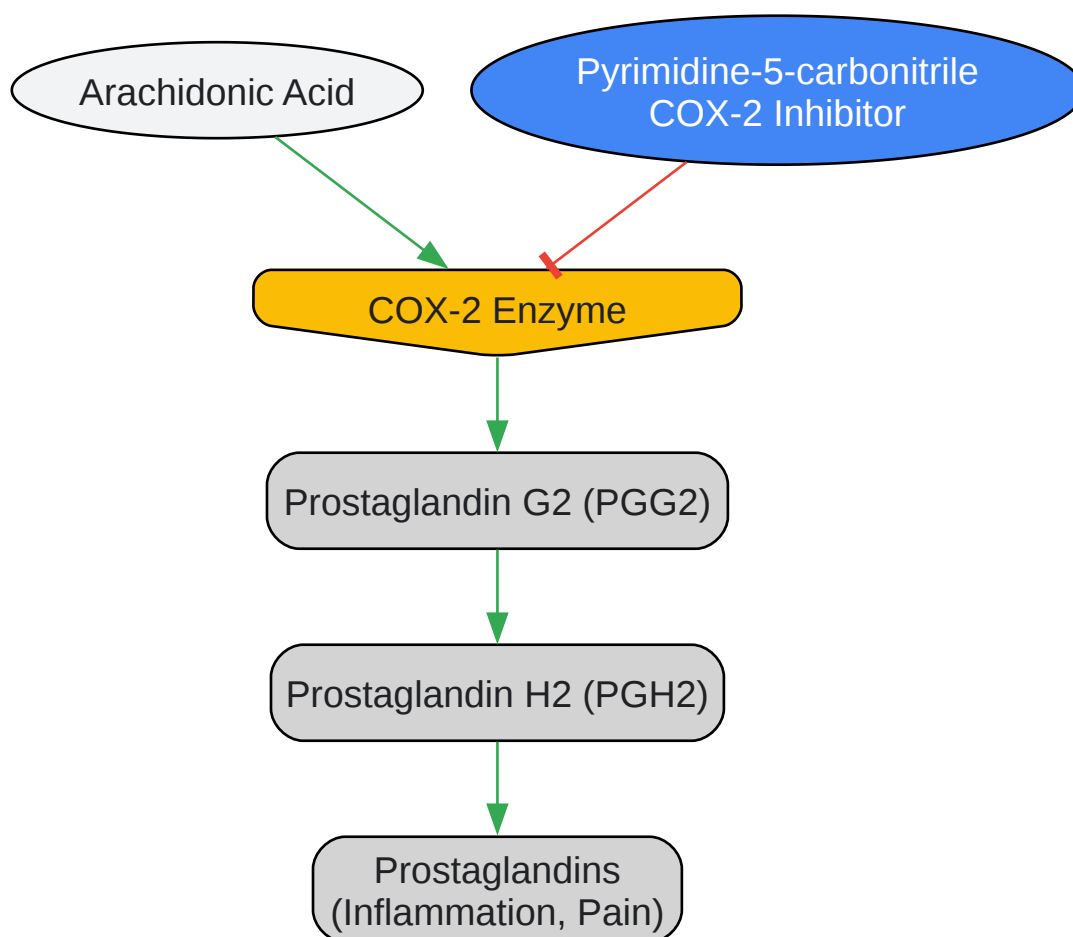 Arachidonic Acid
Pyrimidine-5-carbonitrile
COX-2 Inhibitor
COX-2 Enzyme
Prostaglandin G2 (PGG2)
Prostaglandin H2 (PGH2)
Prostaglandins
(Inflammation, Pain)